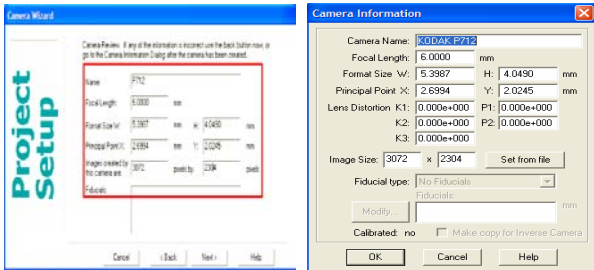 Camera Wizard
Project Setup
Camera Review. If any of the information is incorrect use the back button now, or
go to the Camera Information Dialog after the camera has been created.
Name P712
Focal Length: 6.0000 mm
Format Size W: 5.3987 mm H: 4.0490 mm
Principal Point X: 2.6994 mm Y: 2.0245 mm
Images created by
this camera are: 3072 pixels by 2304 pixels
Fiducials:
Cancel < Back Next > Help
Camera Information
Camera Name: KODAK P712
Focal Length: 6.0000 mm
Format Size W: 5.3987 H: 4.0490 mm
Principal Point X: 2.6994 Y: 2.0245 mm
Lens Distortion K1: 0.000e+000 P1: 0.000e+000
K2: 0.000e+000 P2: 0.000e+000
K3: 0.000e+000
Image Size: 3072 x 2304 Set from file
Fiducial type: No Fiducials
Fiducials:
Modify... mm
Calibrated: no Make copy for Inverse Camera
OK Cancel Help